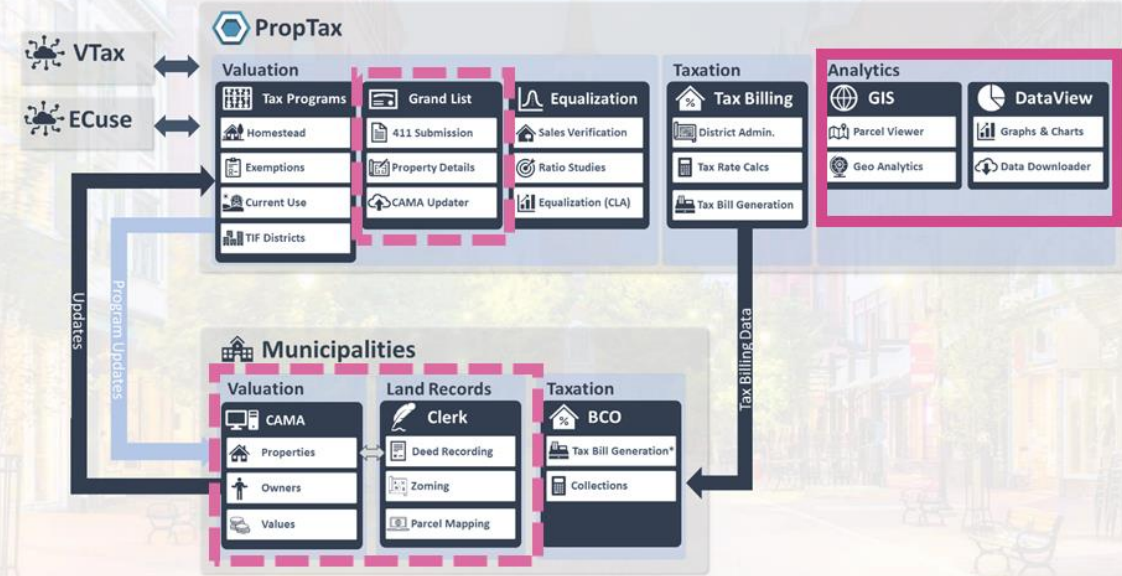 PropTax
VTax
ECuse
Valuation
Tax Programs
Homestead
Exemptions
Current Use
TIF Districts
Grand List
411 Submission
Property Details
CAMA Updater
Equalization
Sales Verification
Ratio Studies
Equalization (CLA)
Taxation
Tax Billing
District Admin.
Tax Rate Calcs
Tax Bill Generation
Analytics
GIS
Parcel Viewer
Geo Analytics
DataView
Graphs & Charts
Data Downloader
Updates
Program Updates
Tax Billing Data
Municipalities
Valuation
CAMA
Properties
Owners
Values
Land Records
Clerk
Deed Recording
Zoming
Parcel Mapping
Taxation
BCO
Tax Bill Generation*
Collections